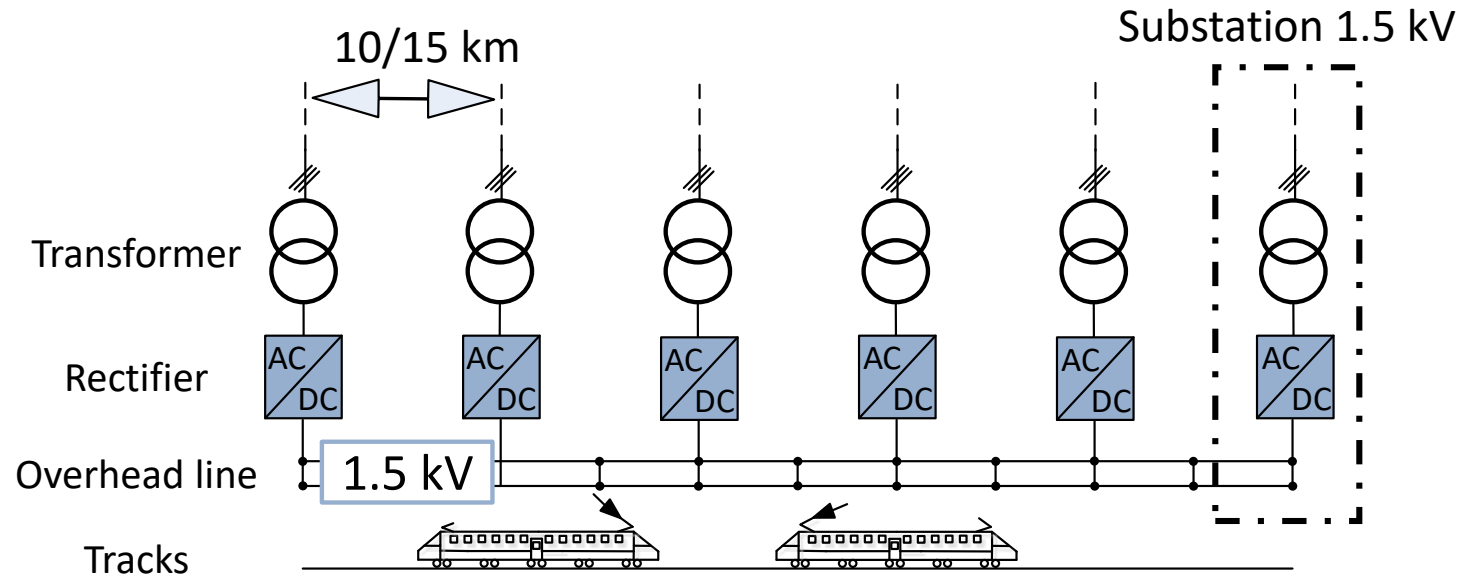 Substation 1.5 kV
10/15 km
Transformer
Rectifier
AC
DC
AC
DC
AC
DC
AC
DC
AC
DC
AC
DC
Overhead line
1.5 kV
Tracks